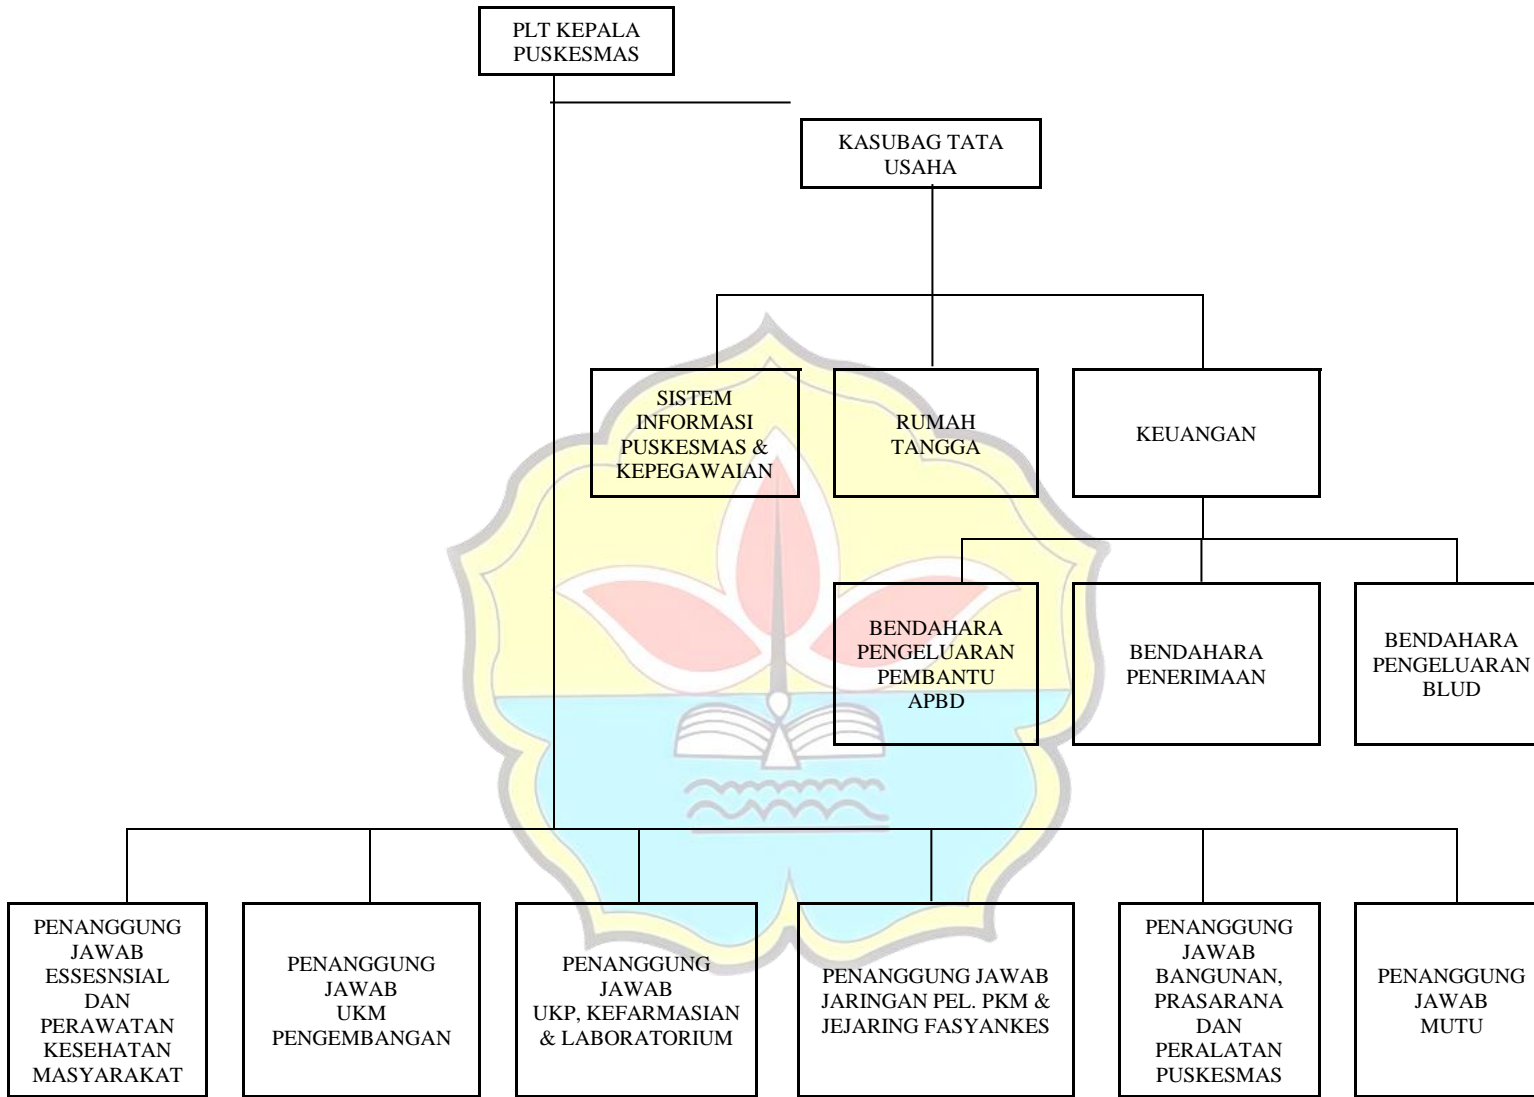 PLT KEPALA
PUSKESMAS
KASUBAG TATA
USAHA
SISTEM
INFORMASI
PUSKESMAS &
KEPEGAWAIAN
RUMAH
TANGGA
KEUANGAN
BENDAHARA
PENGELUARAN
PEMBANTU
APBD
BENDAHARA
PENERIMAAN
BENDAHARA
PENGELUARAN
BLUD
PENANGGUNG
JAWAB
ESSESNSIAL
DAN
PERAWATAN
KESEHATAN
MASYARAKAT
PENANGGUNG
JAWAB
UKM
PENGEMBANGAN
PENANGGUNG
JAWAB
UKP, KEFARMASIAN
& LABORATORIUM
PENANGGUNG JAWAB
JARINGAN PEL. PKM &
JEJARING FASYANKES
PENANGGUNG
JAWAB
BANGUNAN,
PRASARANA
DAN
PERALATAN
PUSKESMAS
PENANGGUNG
JAWAB
MUTU